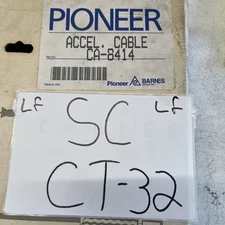 PIONEER
ACCEL. CABLE
CA-8414
Pioneer BARNES
LF SC LF
CT-32